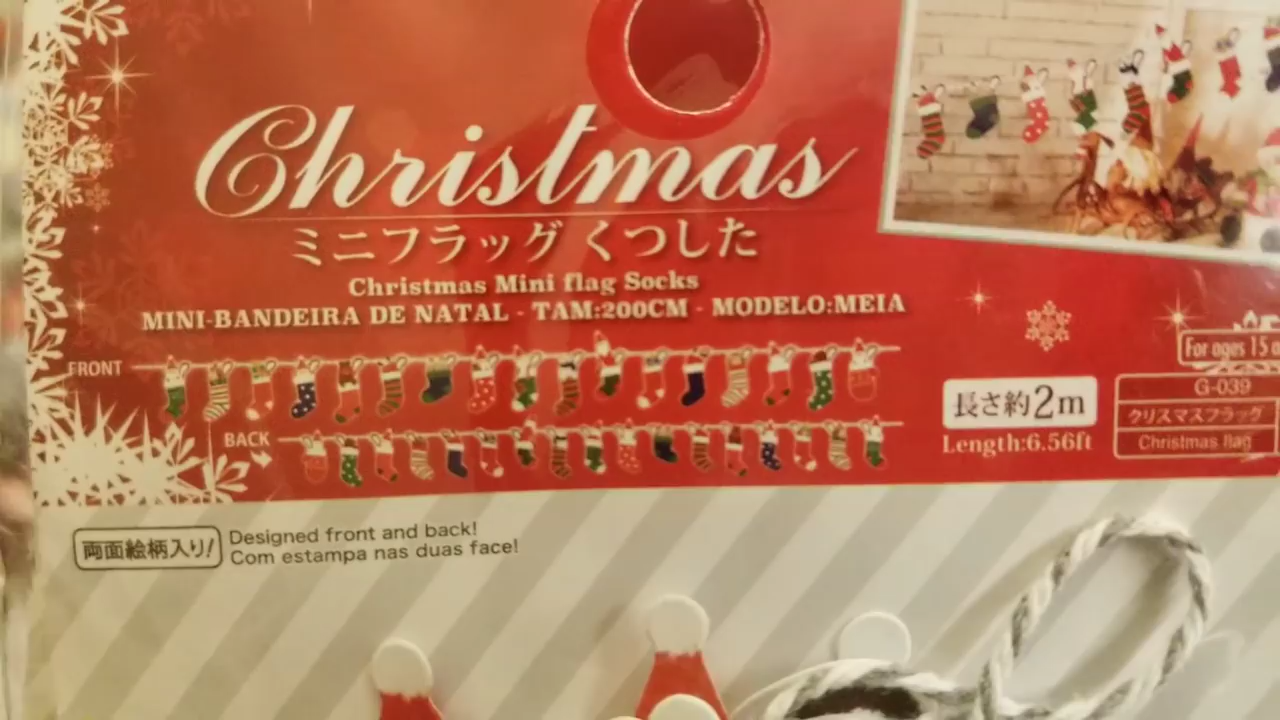 Christmas
ミニフラッグ くつした
Christmas Mini flag Socks
MINI-BANDEIRA DE NATAL - TAM:200CM - MODELO:MEIA
FRONT
BACK
長さ約2m
Length:6.56ft
For ages 15
G-039
クリスマスフラッグ
Christmas flag
両面絵柄入り!
Designed front and back!
Com estampa nas duas face!